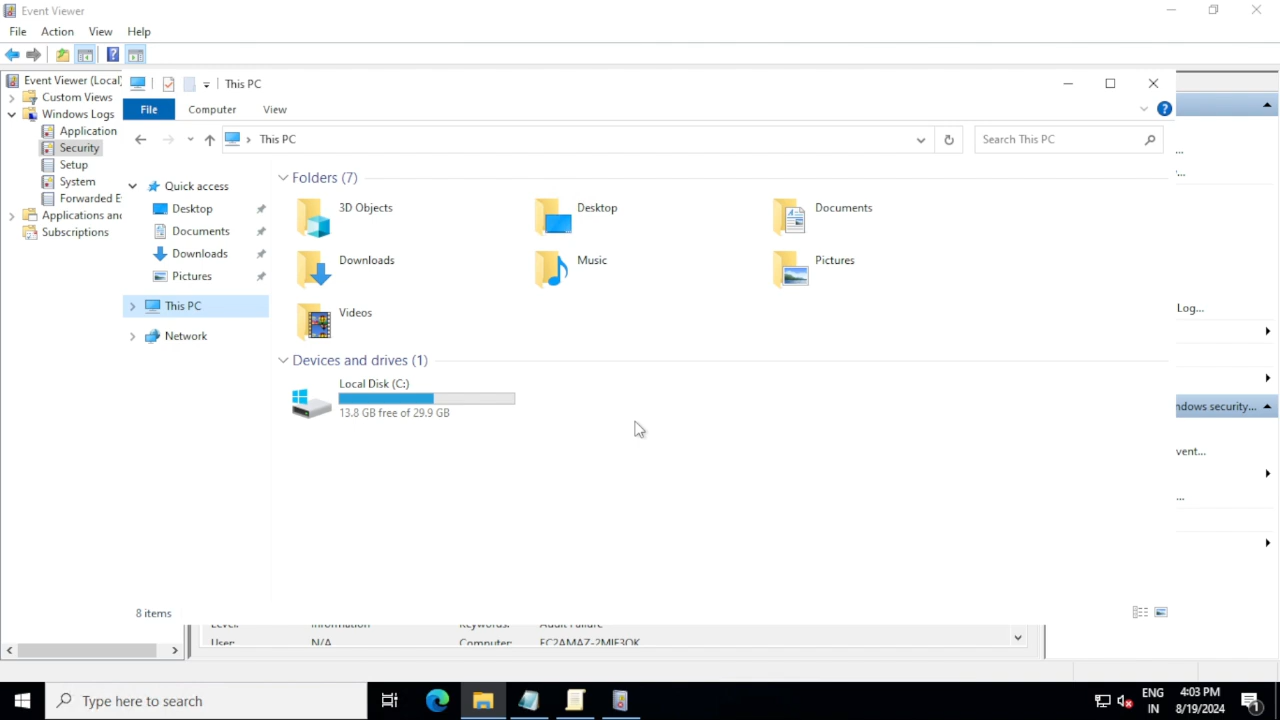 Event Viewer
File Action View Help
Event Viewer (Local)
Custom Views
Windows Logs
Application
Security
Setup
System
Forwarded E
Applications and
Subscriptions
This PC
File Computer View
This PC
Search This PC
Quick access
Desktop
Documents
Downloads
Pictures
This PC
Network
Folders (7)
3D Objects
Desktop
Documents
Downloads
Music
Pictures
Videos
Devices and drives (1)
Local Disk (C:)
13.8 GB free of 29.9 GB
8 items
...
...
Log...
ndows security...
vent...
...
Level: Information Keywords: Audit Failure
User: N/A Computer: EC2AMAZ-2MIF3QK
Type here to search
ENG
IN
4:03 PM
8/19/2024
1